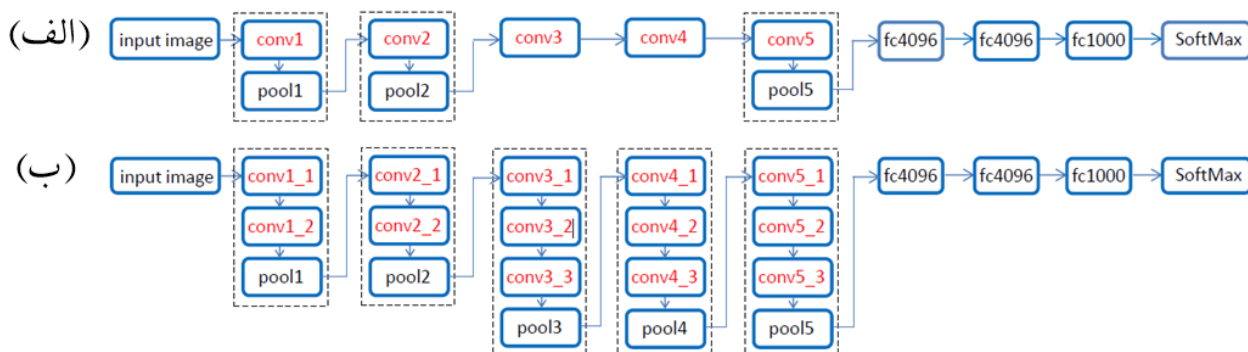 (الف)
input image conv1 conv2 conv3 conv4 conv5 fc4096 fc4096 fc1000 SoftMax
pool1 pool2 pool5
(ب)
input image conv1_1 conv2_1 conv3_1 conv4_1 conv5_1 fc4096 fc4096 fc1000 SoftMax
conv1_2 conv2_2 conv3_2 conv4_2 conv5_2
pool1 pool2 conv3_3 conv4_3 conv5_3
pool3 pool4 pool5